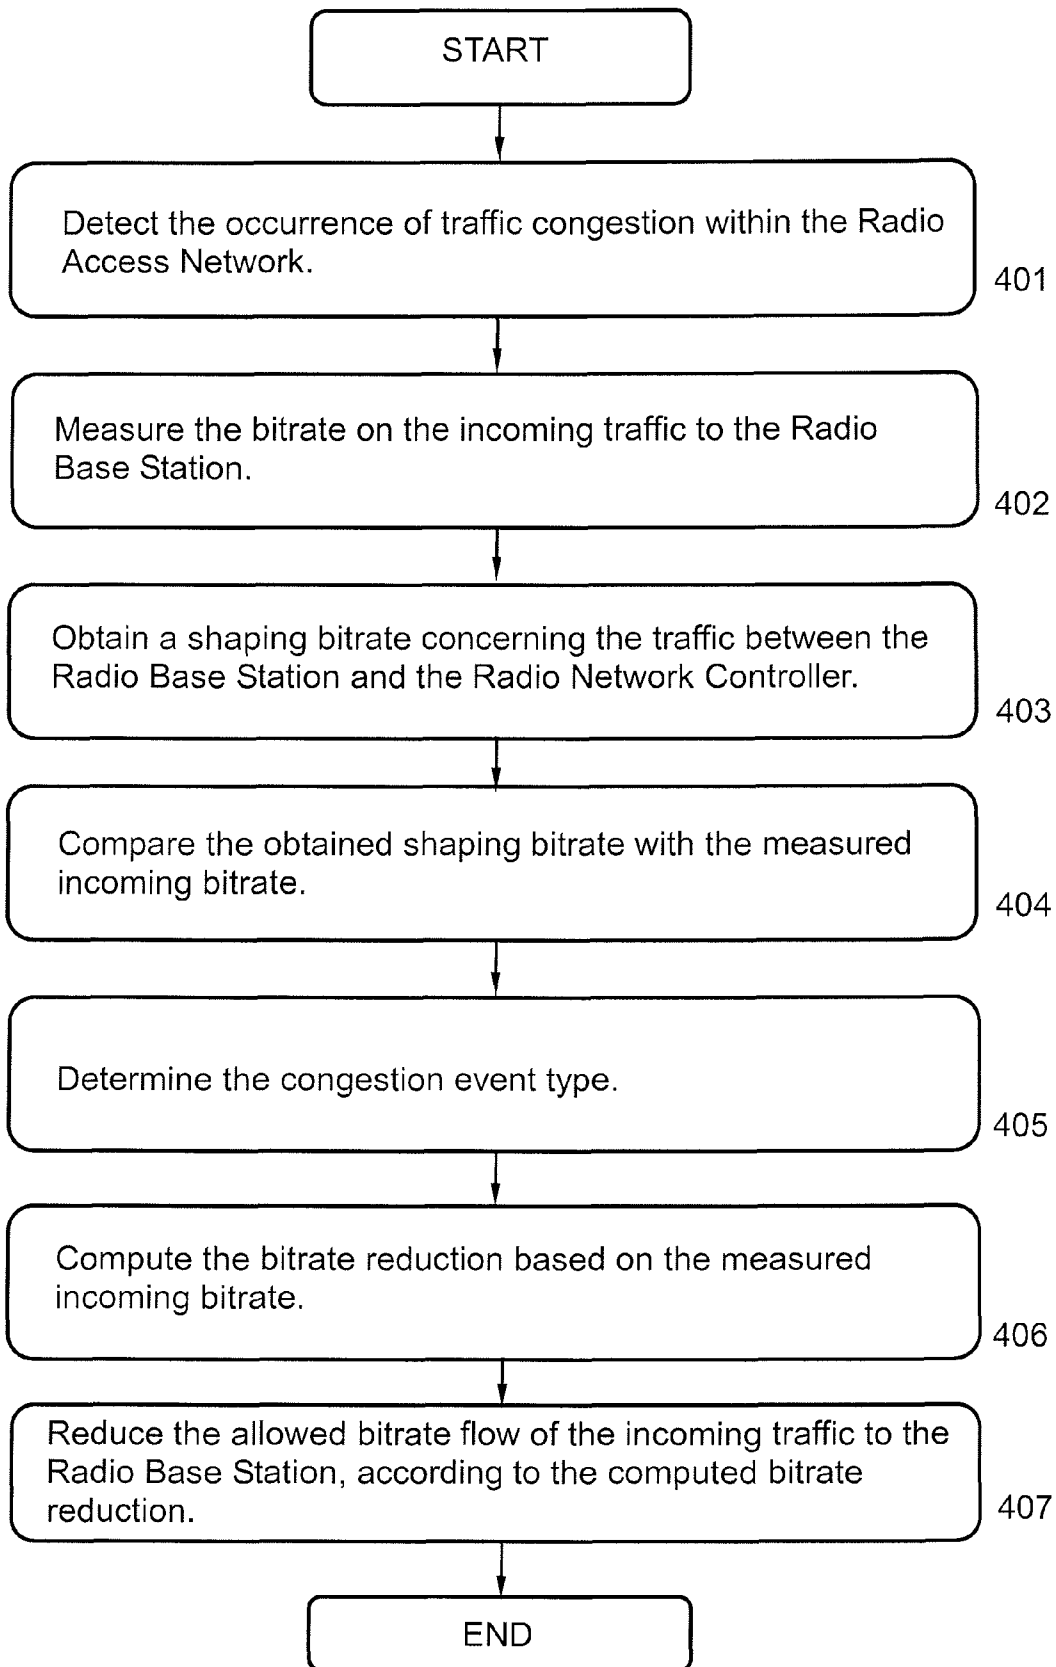 START
Detect the occurrence of traffic congestion within the Radio
Access Network.
401
Measure the bitrate on the incoming traffic to the Radio
Base Station.
402
Obtain a shaping bitrate concerning the traffic between the
Radio Base Station and the Radio Network Controller.
403
Compare the obtained shaping bitrate with the measured
incoming bitrate.
404
Determine the congestion event type.
405
Compute the bitrate reduction based on the measured
incoming bitrate.
406
Reduce the allowed bitrate flow of the incoming traffic to the
Radio Base Station, according to the computed bitrate
reduction.
407
END